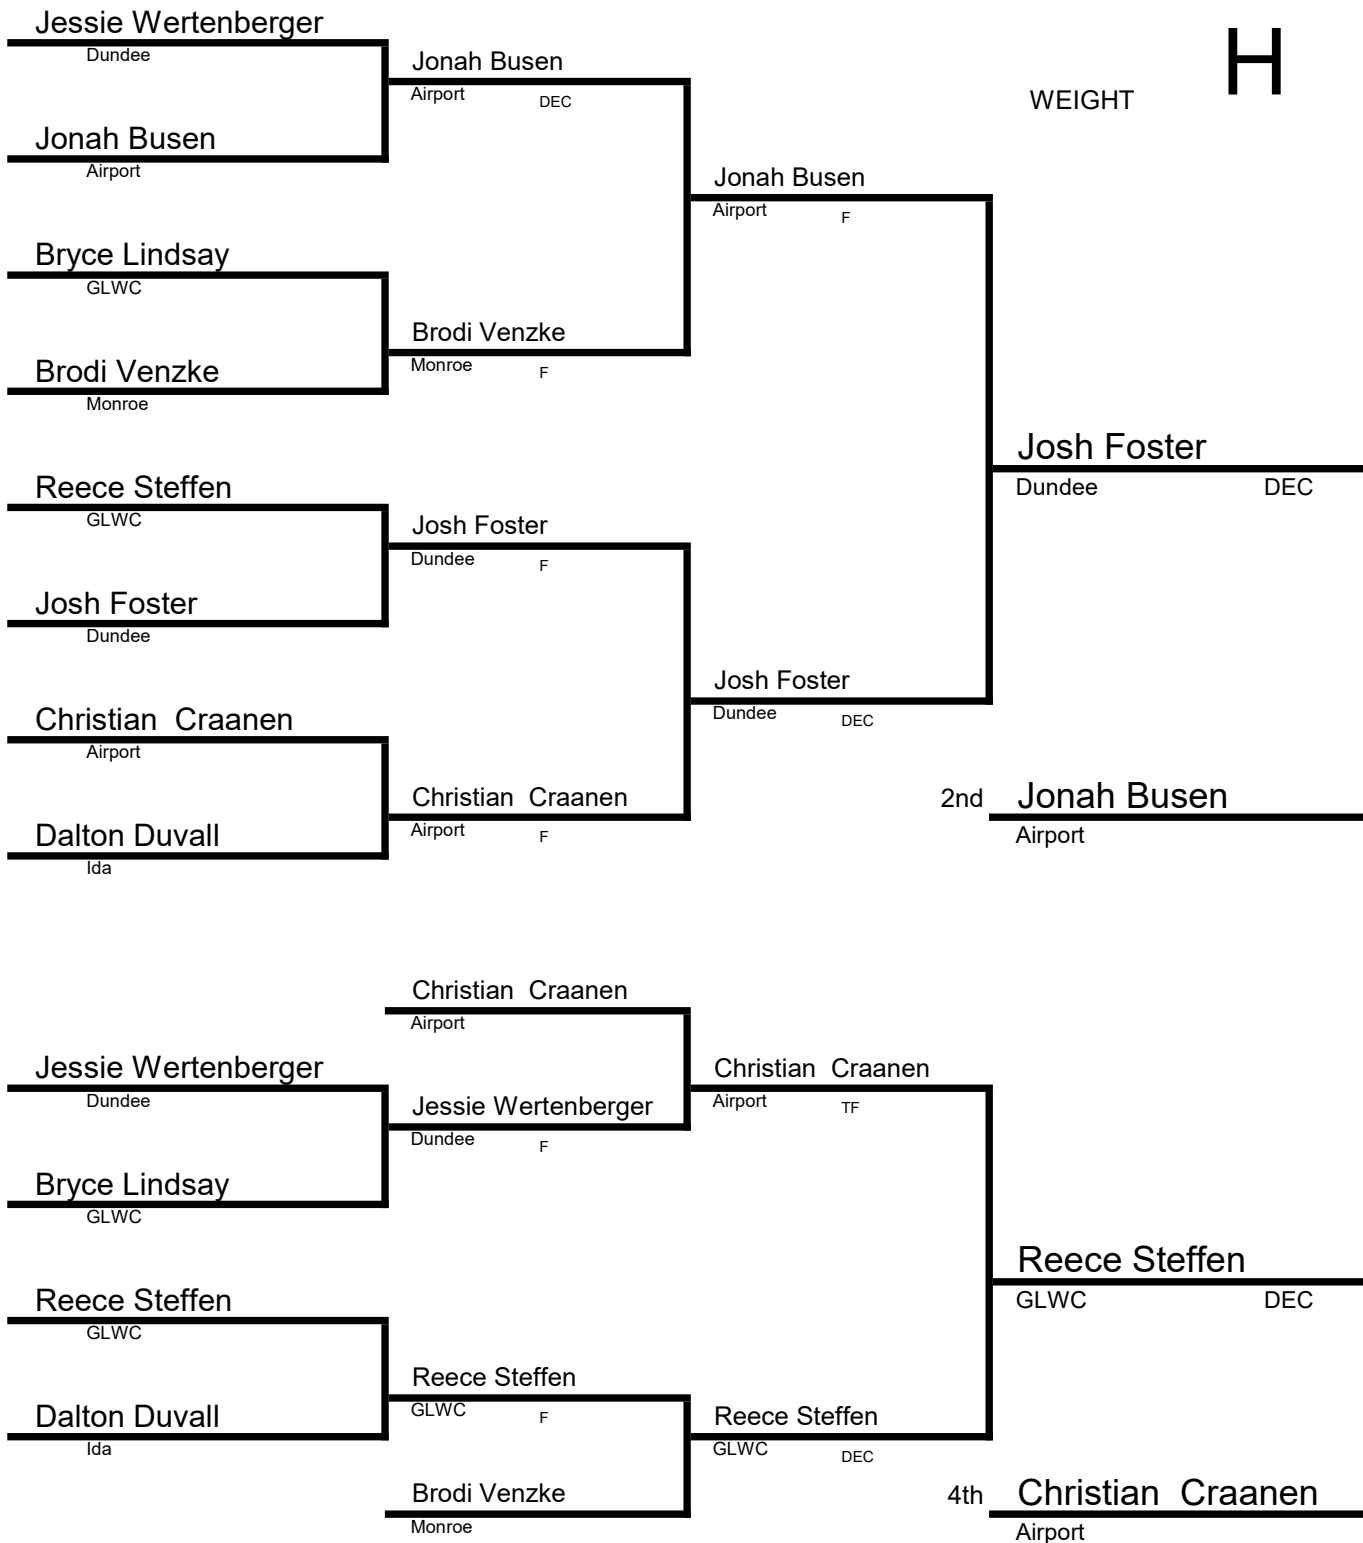 Jessie Wertenberger
Dundee
Jonah Busen
Airport DEC
H
WEIGHT
Jonah Busen
Airport
Jonah Busen
Airport F
Bryce Lindsay
GLWC
Brodi Venzke
Monroe F
Brodi Venzke
Monroe
Josh Foster
Dundee DEC
Reece Steffen
GLWC
Josh Foster
Dundee F
Josh Foster
Dundee
Josh Foster
Dundee DEC
Christian  Craanen
Airport
Christian  Craanen
Airport F
2nd Jonah Busen
Airport
Dalton Duvall
Ida
Christian  Craanen
Airport
Jessie Wertenberger
Dundee
Christian  Craanen
Airport TF
Jessie Wertenberger
Dundee F
Bryce Lindsay
GLWC
Reece Steffen
GLWC DEC
Reece Steffen
GLWC
Reece Steffen
GLWC F
Dalton Duvall
Ida
Reece Steffen
GLWC DEC
Brodi Venzke
Monroe
4th Christian  Craanen
Airport